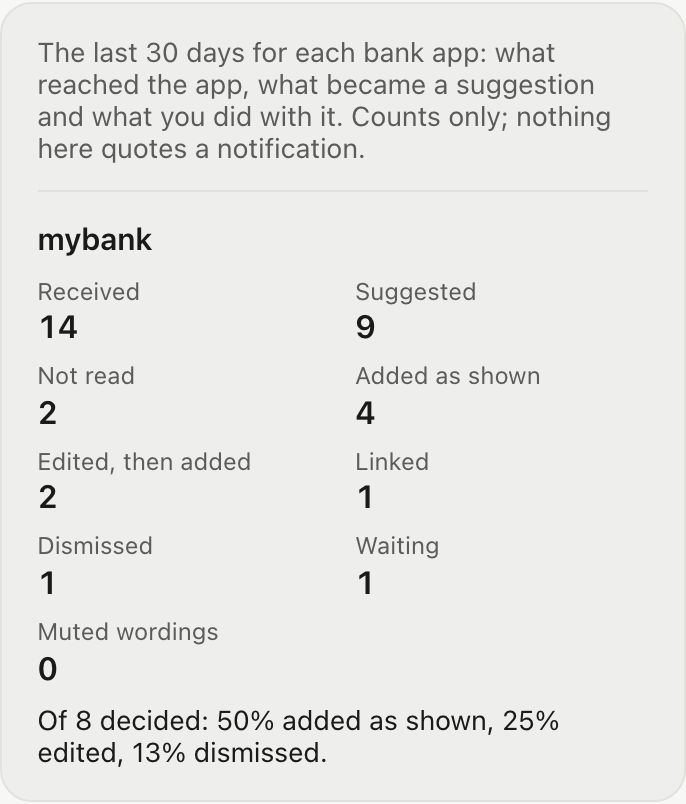 The last 30 days for each bank app: what
reached the app, what became a suggestion
and what you did with it. Counts only; nothing
here quotes a notification.
mybank
Received
14
Suggested
9
Not read
2
Added as shown
4
Edited, then added
2
Linked
1
Dismissed
1
Waiting
1
Muted wordings
0
Of 8 decided: 50% added as shown, 25%
edited, 13% dismissed.